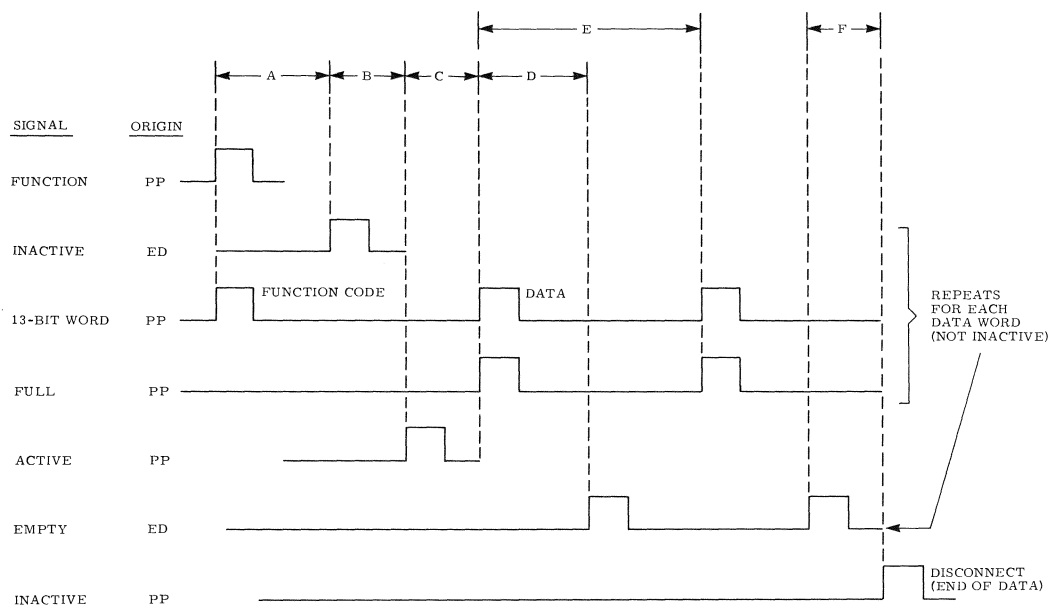 E F
A B C D
SIGNAL ORIGIN
FUNCTION PP
INACTIVE ED
FUNCTION CODE DATA
13-BIT WORD PP
REPEATS
FOR EACH
DATA WORD
(NOT INACTIVE)
FULL PP
ACTIVE PP
EMPTY ED
DISCONNECT
(END OF DATA)
INACTIVE PP